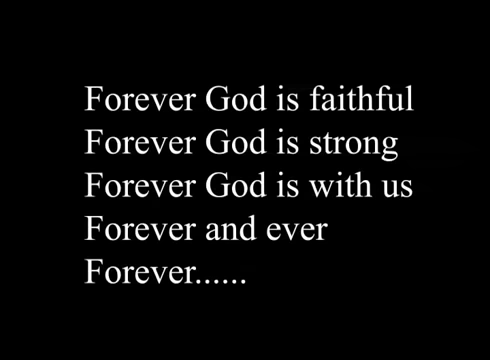 Forever God is faithful
Forever God is strong
Forever God is with us
Forever and ever
Forever......